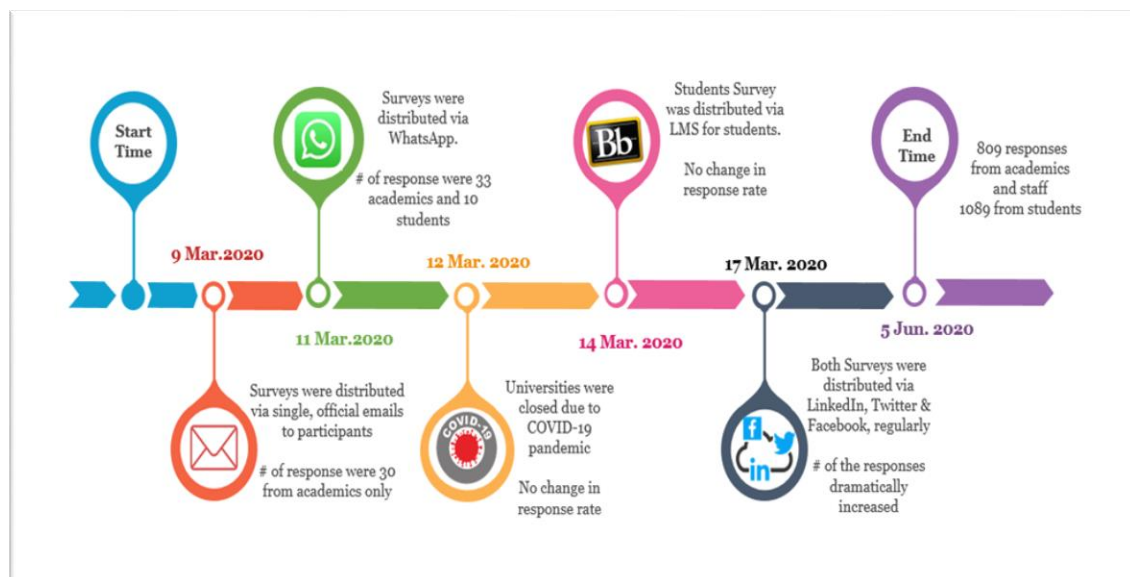 Start
Time
9 Mar.2020
Surveys were distributed
via single, official emails
to participants
# of response were 30
from academics only
Surveys were
distributed via
WhatsApp.
# of response were 33
academics and 10
students
11 Mar.2020
12 Mar. 2020
COVID-19
Universities were
closed due to
COVID-19
pandemic
No change in
response rate
Bb
Students Survey
was distributed via
LMS for students.
No change in
response rate
14 Mar. 2020
17 Mar. 2020
f
in
Both Surveys were
distributed via
LinkedIn, Twitter &
Facebook, regularly
# of the responses
dramatically
increased
End
Time
5 Jun. 2020
809 responses
from academics
and staff
1089 from students